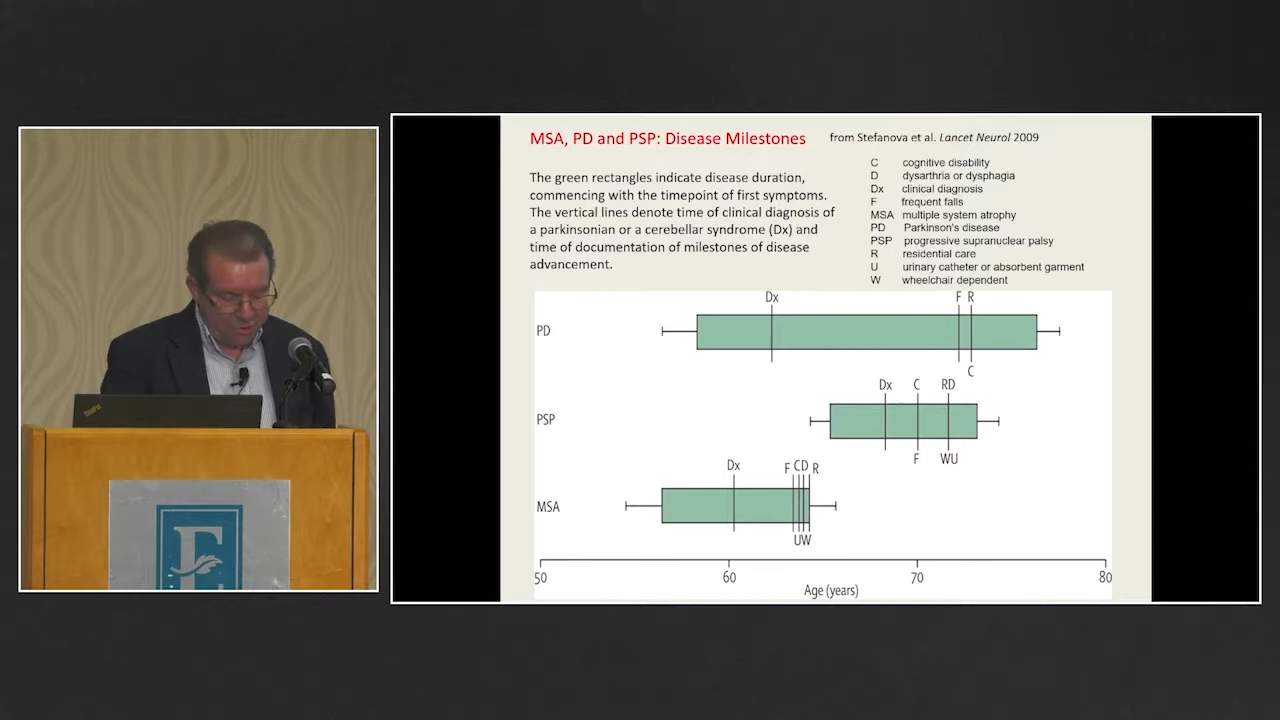 MSA, PD and PSP: Disease Milestones
from Stefanova et al. Lancet Neurol 2009
The green rectangles indicate disease duration,
commencing with the timepoint of first symptoms.
The vertical lines denote time of clinical diagnosis of
a parkinsonian or a cerebellar syndrome (Dx) and
time of documentation of milestones of disease
advancement.
C cognitive disability
D dysarthria or dysphagia
Dx clinical diagnosis
F frequent falls
MSA multiple system atrophy
PD Parkinson's disease
PSP progressive supranuclear palsy
R residential care
U urinary catheter or absorbent garment
W wheelchair dependent
Dx F R
PD
C
Dx C RD
PSP
F WU
Dx F CD R
MSA
UW
50 60 70 80
Age (years)
ThinkPad
E